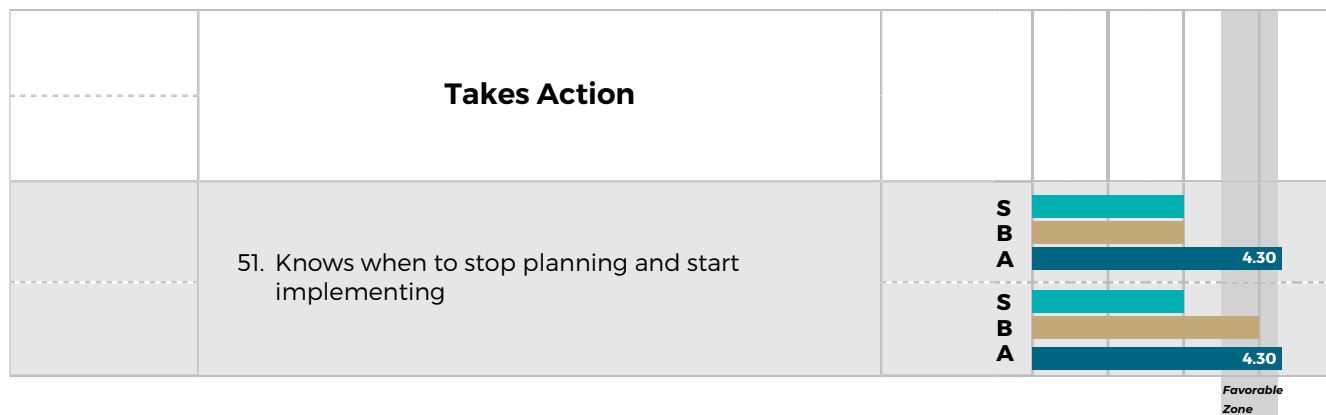 Takes Action
51. Knows when to stop planning and start
implementing
S
B
A
4.30
S
B
A
4.30
Favorable
Zone